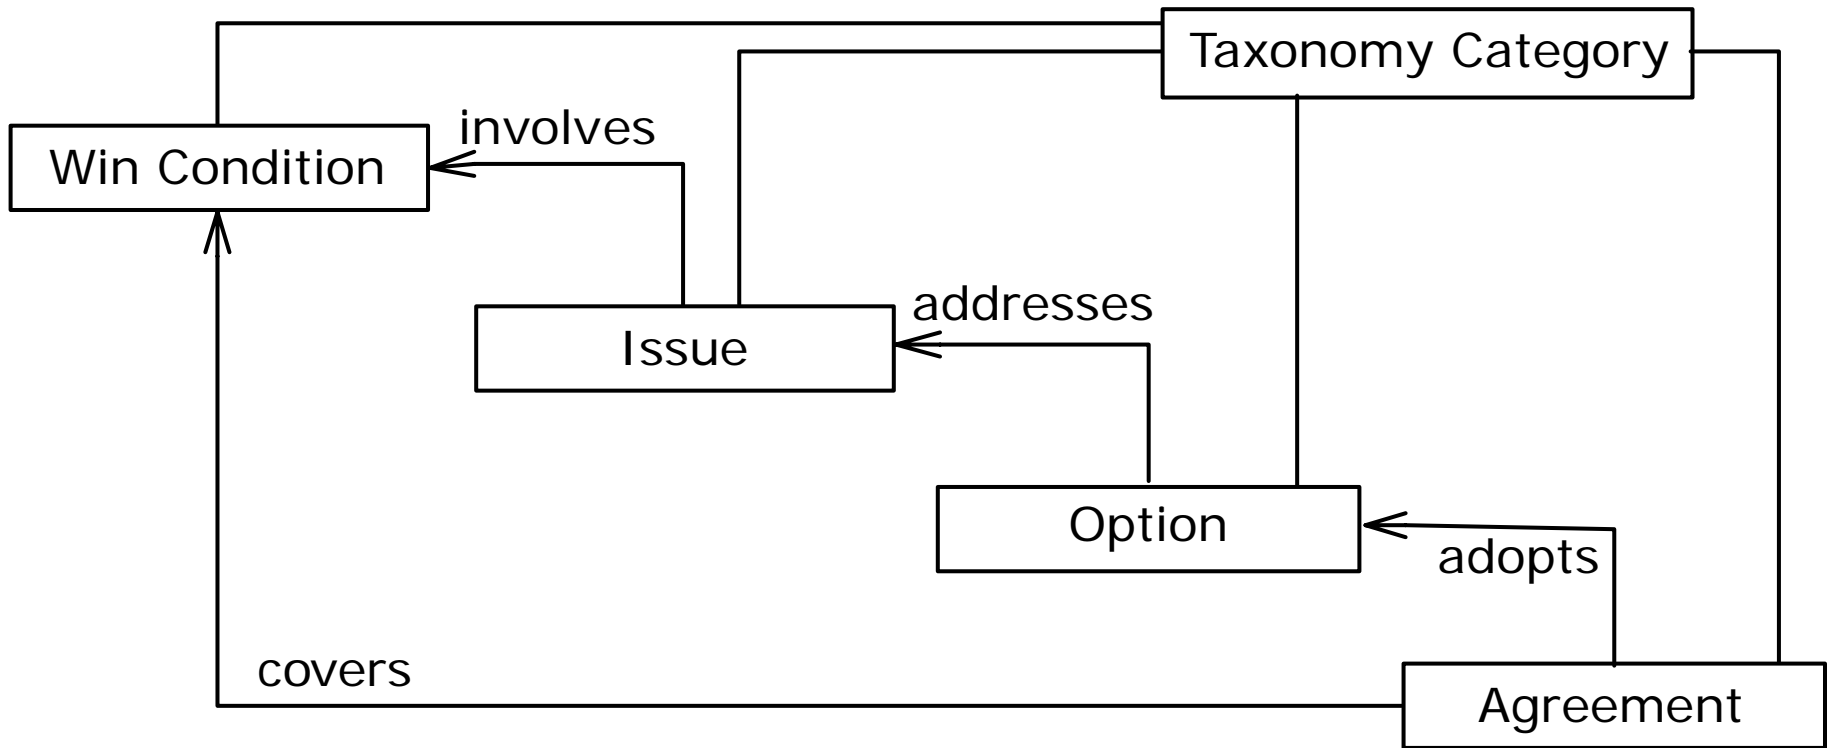 Taxonomy Category
involves
Win Condition
addresses
Issue
Option
adopts
covers
Agreement